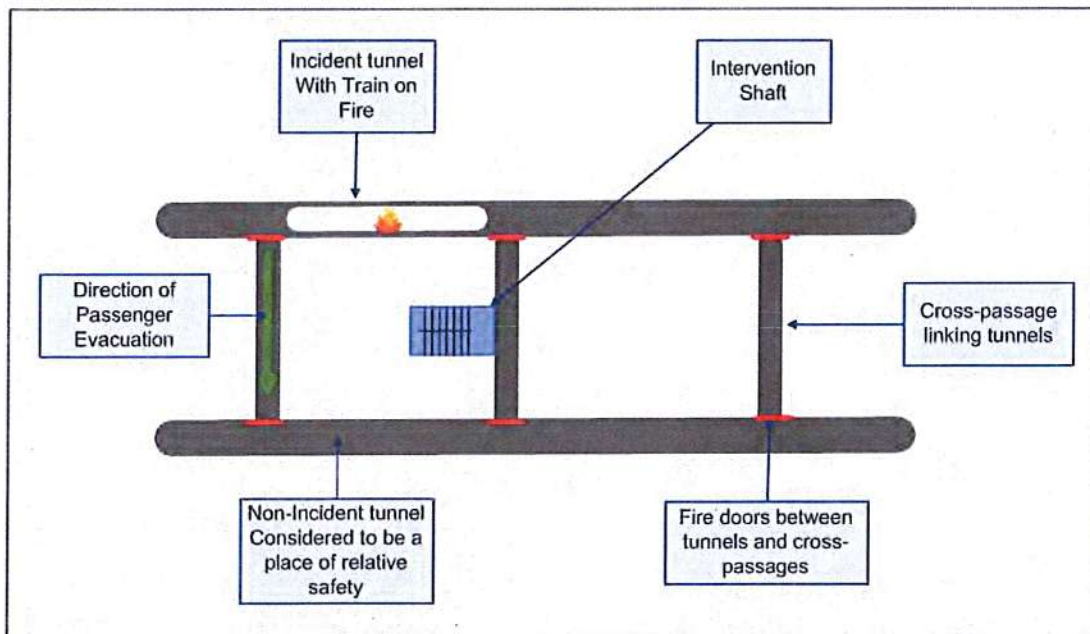 Incident tunnel
With Train on
Fire
Intervention
Shaft
Direction of
Passenger
Evacuation
Cross-passage
linking tunnels
Non-Incident tunnel
Considered to be a
place of relative
safety
Fire doors between
tunnels and cross-
passages